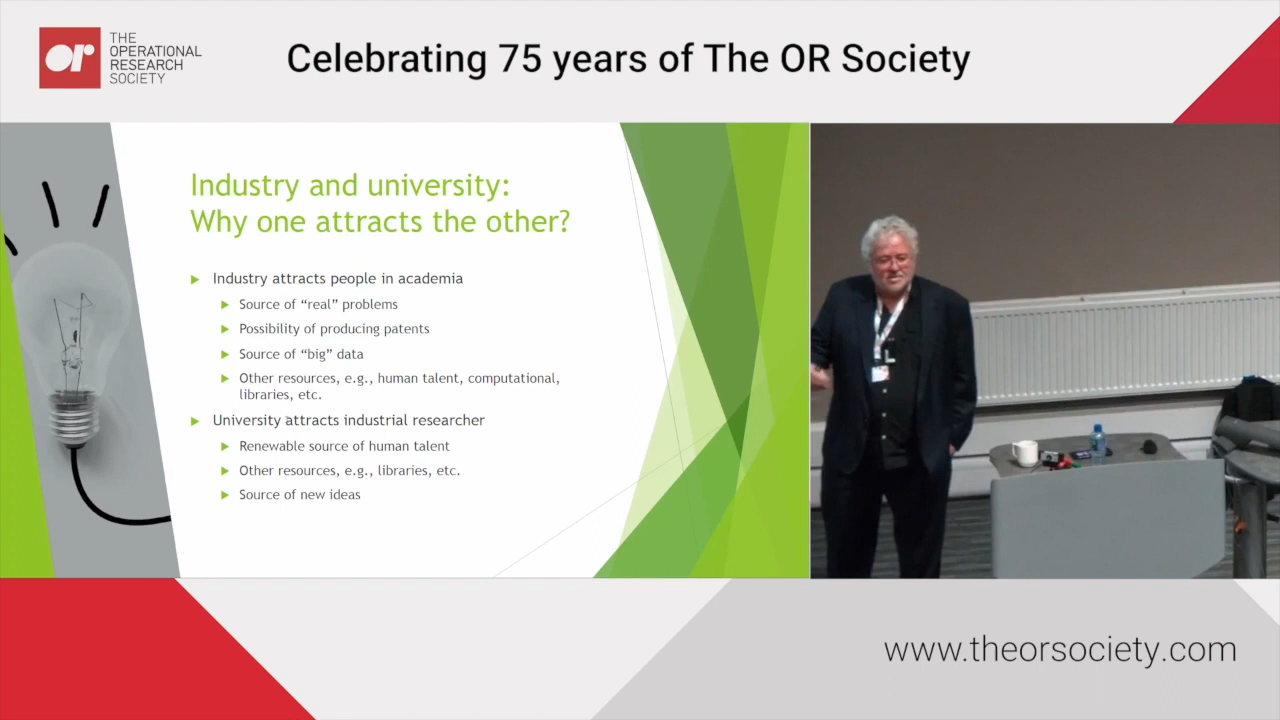 or
THE
OPERATIONAL
RESEARCH
SOCIETY
Celebrating 75 years of The OR Society
Industry and university:
Why one attracts the other?
Industry attracts people in academia
Source of “real” problems
Possibility of producing patents
Source of “big” data
Other resources, e.g., human talent, computational,
libraries, etc.
University attracts industrial researcher
Renewable source of human talent
Other resources, e.g., libraries, etc.
Source of new ideas
www.theorsociety.com